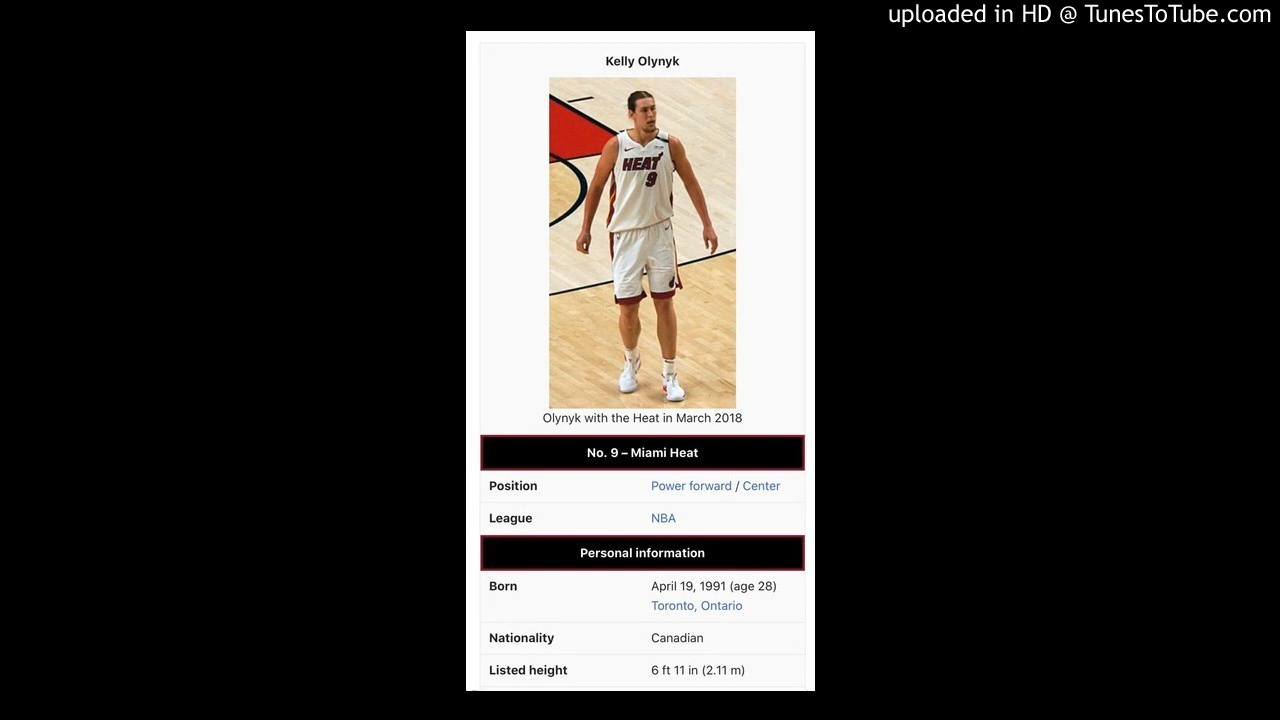 uploaded in HD @ TunesToTube.com
Kelly Olynyk
HEAT
9
Olynyk with the Heat in March 2018
No. 9 – Miami Heat
Position Power forward / Center
League NBA
Personal information
Born April 19, 1991 (age 28)
Toronto, Ontario
Nationality Canadian
Listed height 6 ft 11 in (2.11 m)